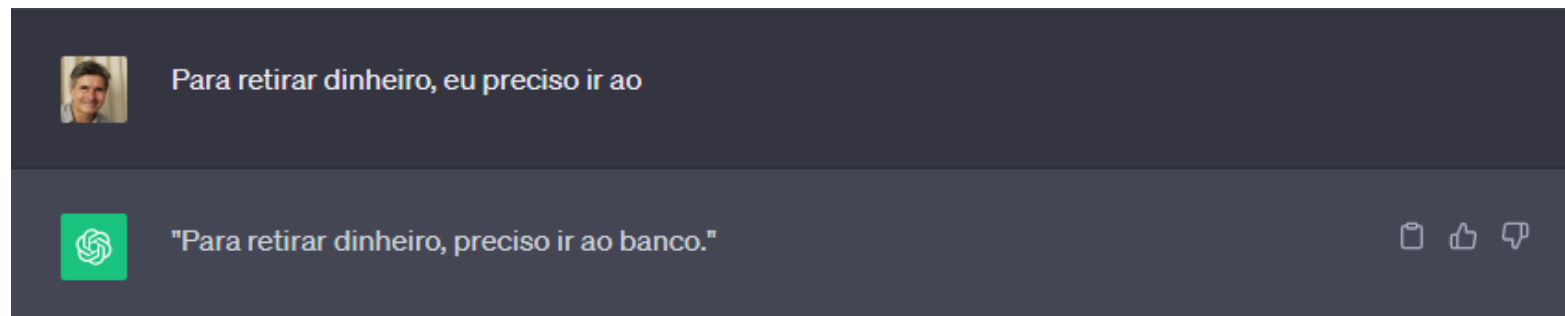 Para retirar dinheiro, eu preciso ir ao
"Para retirar dinheiro, preciso ir ao banco."